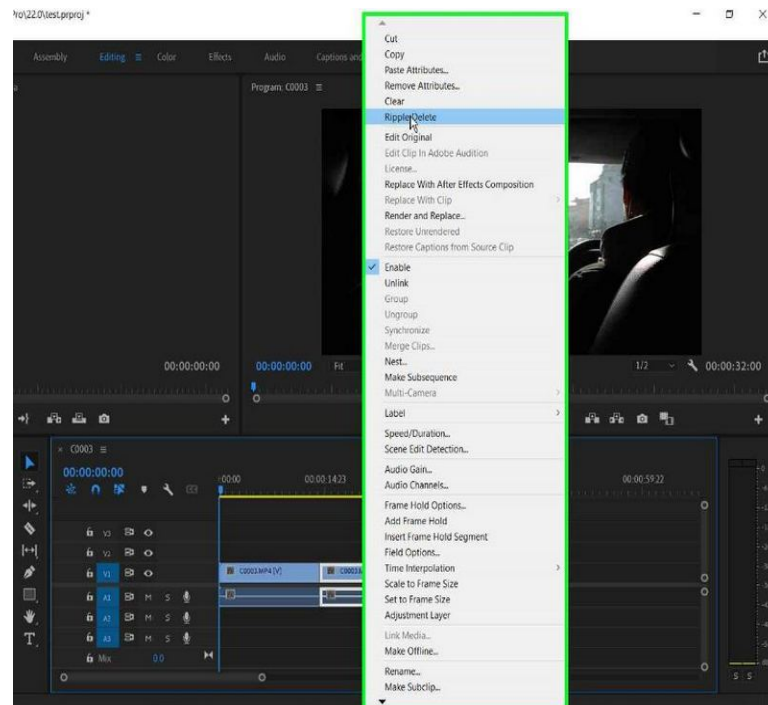 Pro\22.0\test.prproj *
Assembly
Editing
Color
Effects
Audio
Captions and
Program: C0003
Cut
Copy
Paste Attributes...
Remove Attributes...
Clear
Ripple Delete
Edit Original
Edit Clip In Adobe Audition
License...
Replace With After Effects Composition
Replace With Clip
Render and Replace...
Restore Unrendered
Restore Captions from Source Clip
Enable
Unlink
Group
Ungroup
Synchronize
Merge Clips...
Nest...
Make Subsequence
Multi-Camera
Label
Speed/Duration...
Scene Edit Detection...
Audio Gain...
Audio Channels...
Frame Hold Options...
Add Frame Hold
Insert Frame Hold Segment
Field Options...
Time Interpolation
Scale to Frame Size
Set to Frame Size
Adjustment Layer
Link Media...
Make Offline...
Rename...
Make Subclip...
00:00:00:00
00:00:00:00
Fit
1/2
00:00:32:00
C0003
00:00:00:00
:00:00
00:00:14:23
00:00:59:22
V3
V2
V1
C0003.MP4 [V]
A1 M S
A2 M S
A3 M S
Mix 0.0
S S